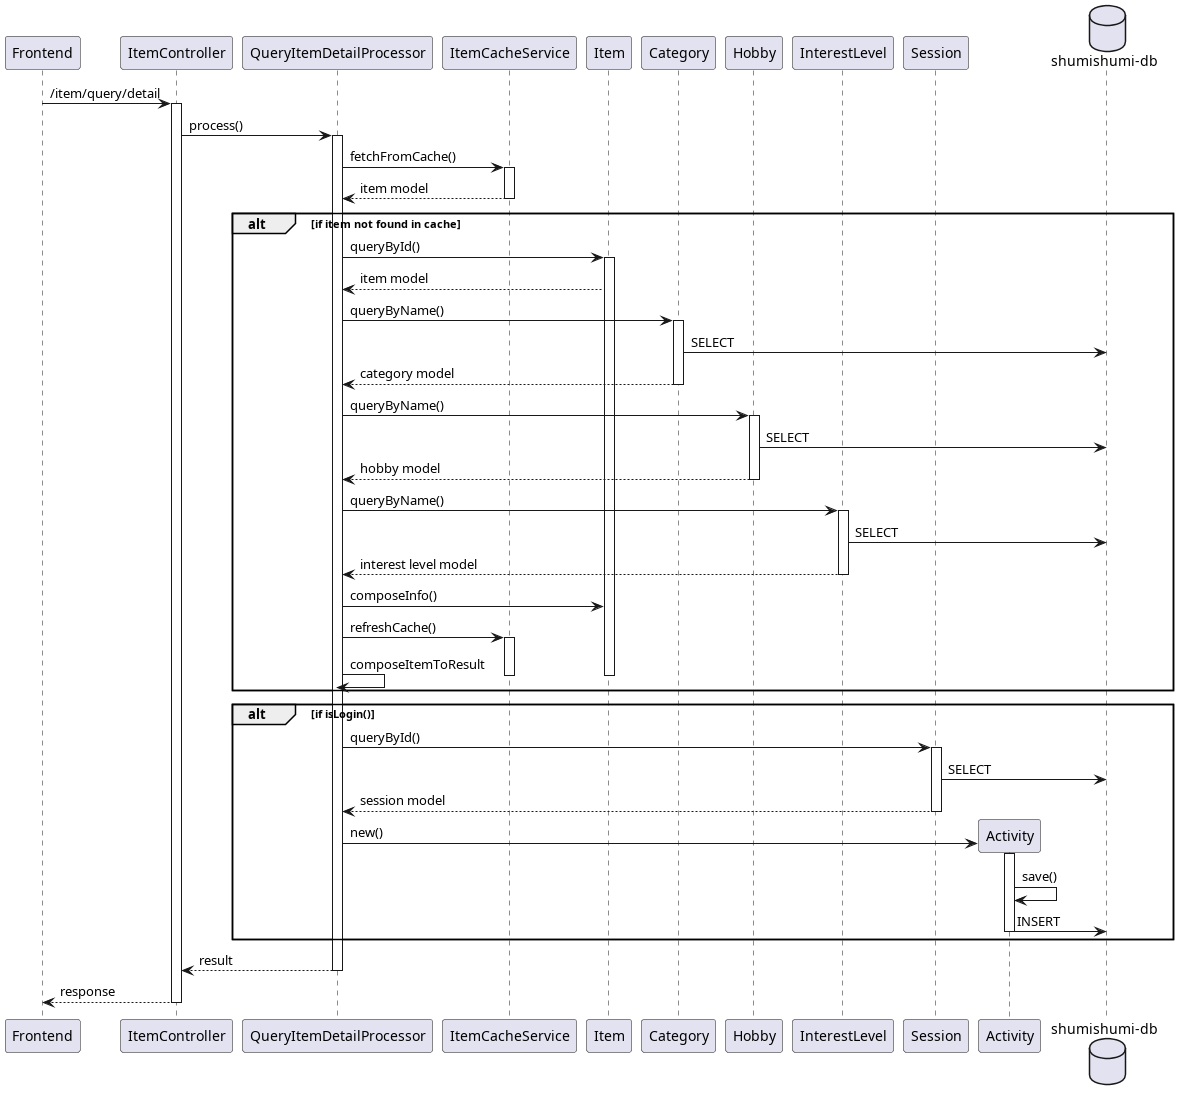 shumishumi-db
Frontend
ItemController
QueryItemDetailProcessor
ItemCacheService
Item
Category
Hobby
InterestLevel
Session
/item/query/detail
process()
fetchFromCache()
item model
alt [if item not found in cache]
queryById()
item model
queryByName()
SELECT
category model
queryByName()
SELECT
hobby model
queryByName()
SELECT
interest level model
composeInfo()
refreshCache()
composeItemToResult
alt [if isLogin()]
queryById()
SELECT
session model
new()
Activity
save()
INSERT
result
response
Frontend
ItemController
QueryItemDetailProcessor
ItemCacheService
Item
Category
Hobby
InterestLevel
Session
Activity
shumishumi-db